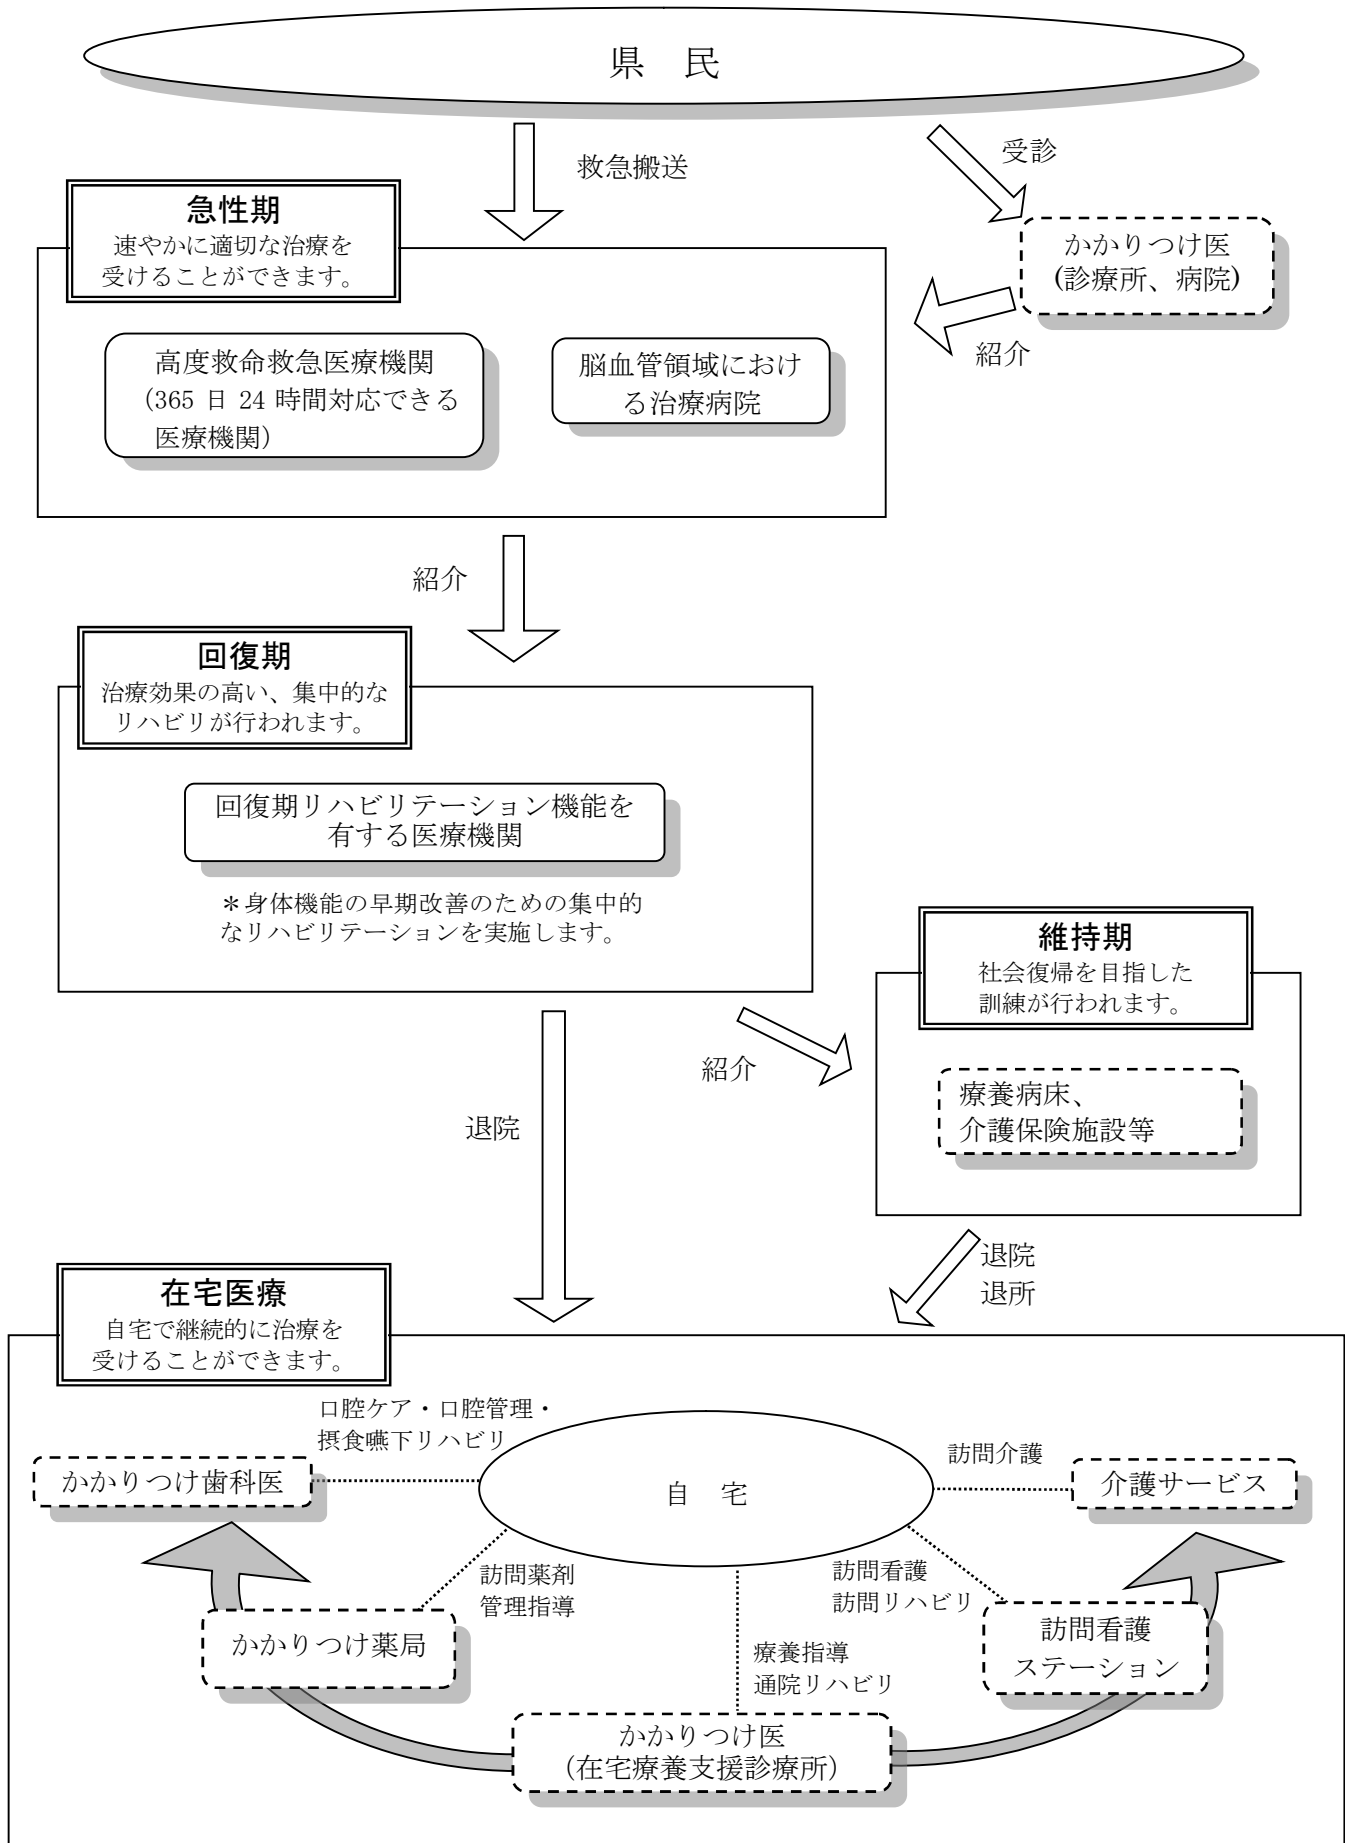 県　民
救急搬送
受診
急性期
速やかに適切な治療を
受けることができます。
かかりつけ医
(診療所、病院)
紹介
高度救命救急医療機関
（365 日 24 時間対応できる
医療機関）
脳血管領域におけ
る治療病院
紹介
回復期
治療効果の高い、集中的な
リハビリが行われます。
回復期リハビリテーション機能を
有する医療機関
＊身体機能の早期改善のための集中的
なリハビリテーションを実施します。
維持期
社会復帰を目指した
訓練が行われます。
紹介
療養病床、
介護保険施設等
退院
退院
退所
在宅医療
自宅で継続的に治療を
受けることができます。
口腔ケア・口腔管理・
摂食嚥下リハビリ
かかりつけ歯科医
自　宅
訪問介護
介護サービス
訪問薬剤
管理指導
訪問看護
訪問リハビリ
かかりつけ薬局
訪問看護
ステーション
療養指導
通院リハビリ
かかりつけ医
（在宅療養支援診療所）